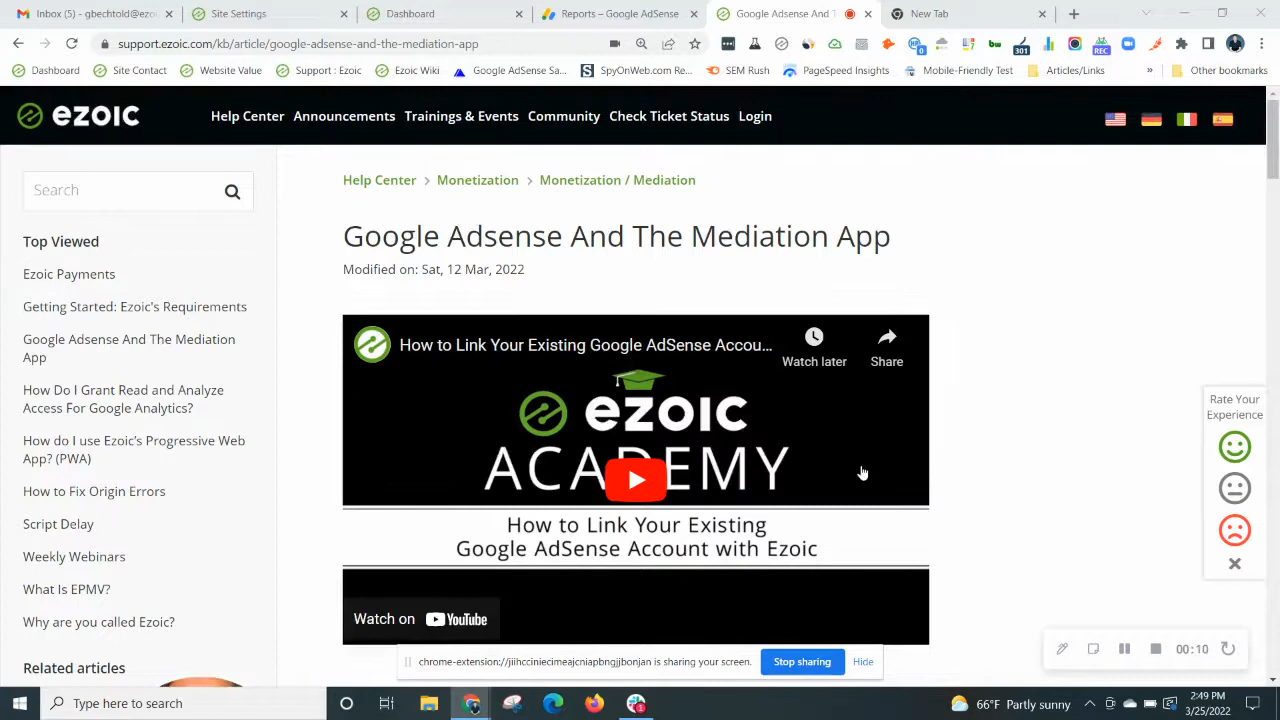 Inbox (5) - gbechtold@ezo
Site Settings
Dashboard
Reports – Google AdSense
Google AdSense And T
New Tab
support.ezoic.com/kb/article/google-adsense-and-the-mediation-app
301
0
REC
Dashboard
Site Contact
Website Value
Support : Ezoic
Ezoic Wiki
Google AdSense Sa...
SpyOnWeb.com Re...
SEM Rush
PageSpeed Insights
Mobile-Friendly Test
Articles/Links
»
Other bookmarks
ezoic
Help Center
Announcements
Trainings & Events
Community
Check Ticket Status
Login
Search
Help Center > Monetization > Monetization / Mediation
Google Adsense And The Mediation App
Modified on: Sat, 12 Mar, 2022
Top Viewed
Ezoic Payments
Getting Started: Ezoic's Requirements
Google Adsense And The Mediation
App
How Do I Grant Read and Analyze
Access For Google Analytics?
How do I use Ezoic's Progressive Web
App? (PWA)
How to Fix Origin Errors
Script Delay
Weekly Webinars
What Is EPMV?
Why are you called Ezoic?
Related articles
How to Link Your Existing Google AdSense Accou...
Watch later
Share
ezoic
ACADEMY
How to Link Your Existing
Google AdSense Account with Ezoic
Watch on YouTube
Rate Your
Experience
00:10
chrome-extension://jiihcciniecimeajcniapbngjjbonjan is sharing your screen.
Stop sharing
Hide
Type here to search
1
66°F Partly sunny
2:49 PM
3/25/2022